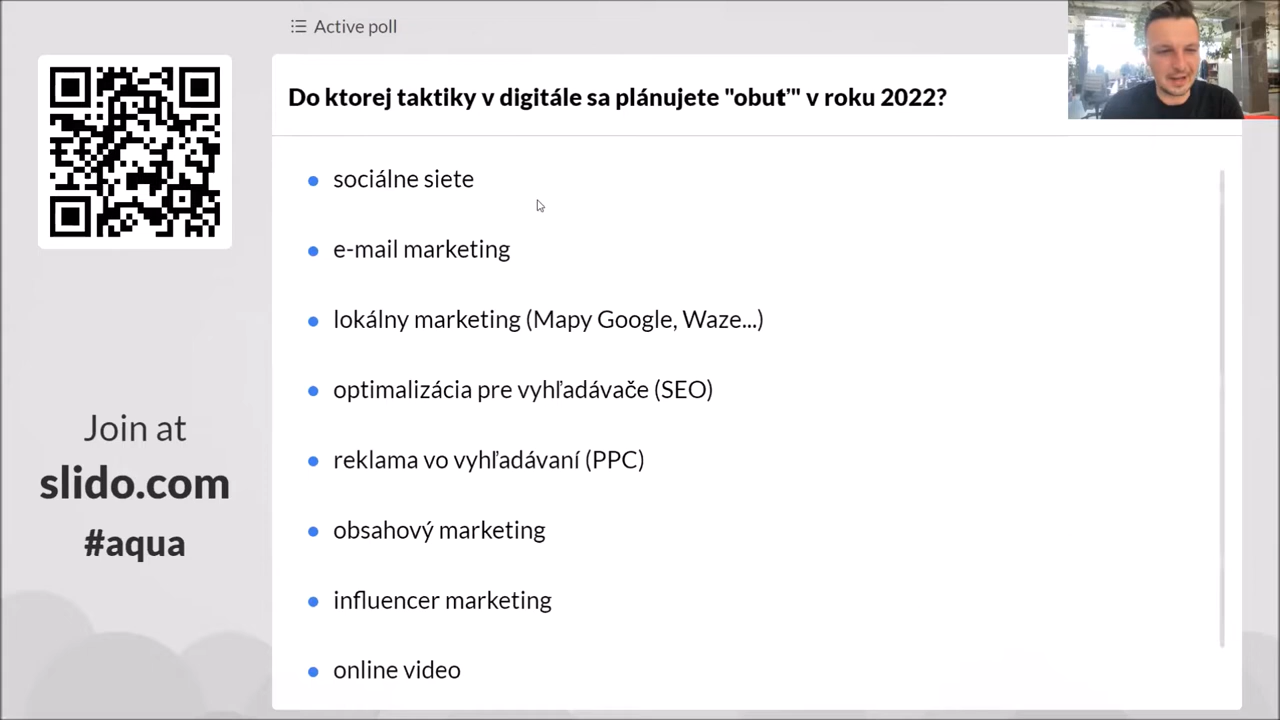 Active poll
Do ktorej taktiky v digitále sa plánujete "obuť" v roku 2022?
sociálne siete
e-mail marketing
lokálny marketing (Mapy Google, Waze...)
optimalizácia pre vyhľadávače (SEO)
reklama vo vyhľadávaní (PPC)
obsahový marketing
influencer marketing
online video
Join at
slido.com
#aqua